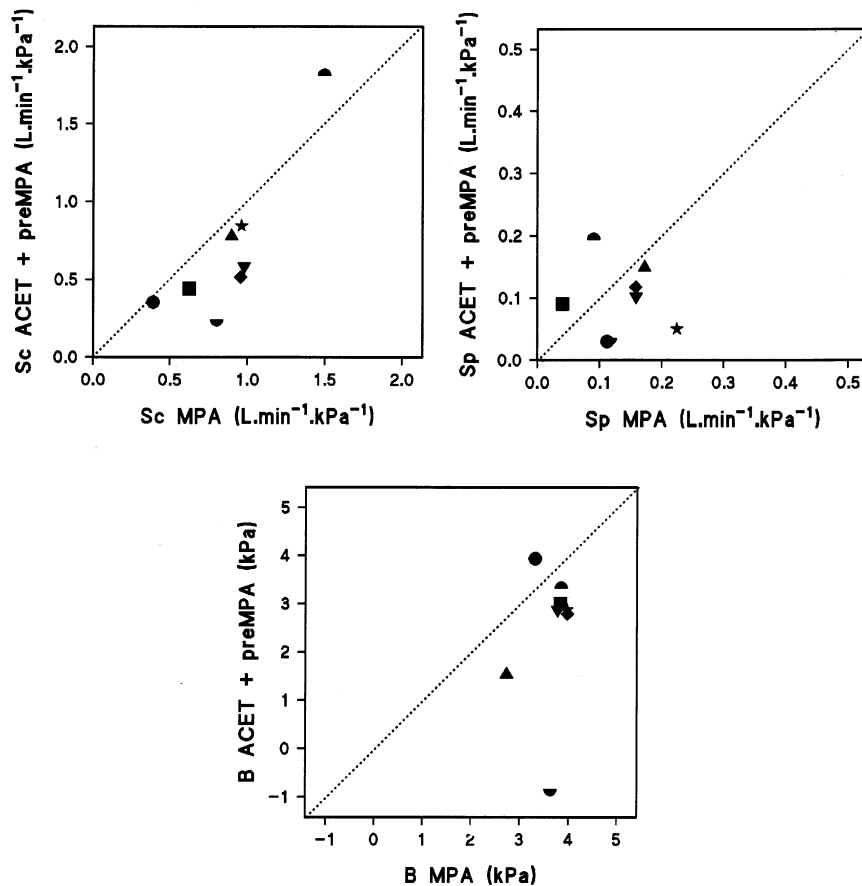 Sc ACET + preMPA (L.min⁻¹.kPa⁻¹)
2.0
1.5
1.0
0.5
0.0
0.0 0.5 1.0 1.5 2.0
Sc MPA (L.min⁻¹.kPa⁻¹)
Sp ACET + preMPA (L.min⁻¹.kPa⁻¹)
0.5
0.4
0.3
0.2
0.1
0.0
0.0 0.1 0.2 0.3 0.4 0.5
Sp MPA (L.min⁻¹.kPa⁻¹)
B ACET + preMPA (kPa)
5
4
3
2
1
0
−1
−1 0 1 2 3 4 5
B MPA (kPa)